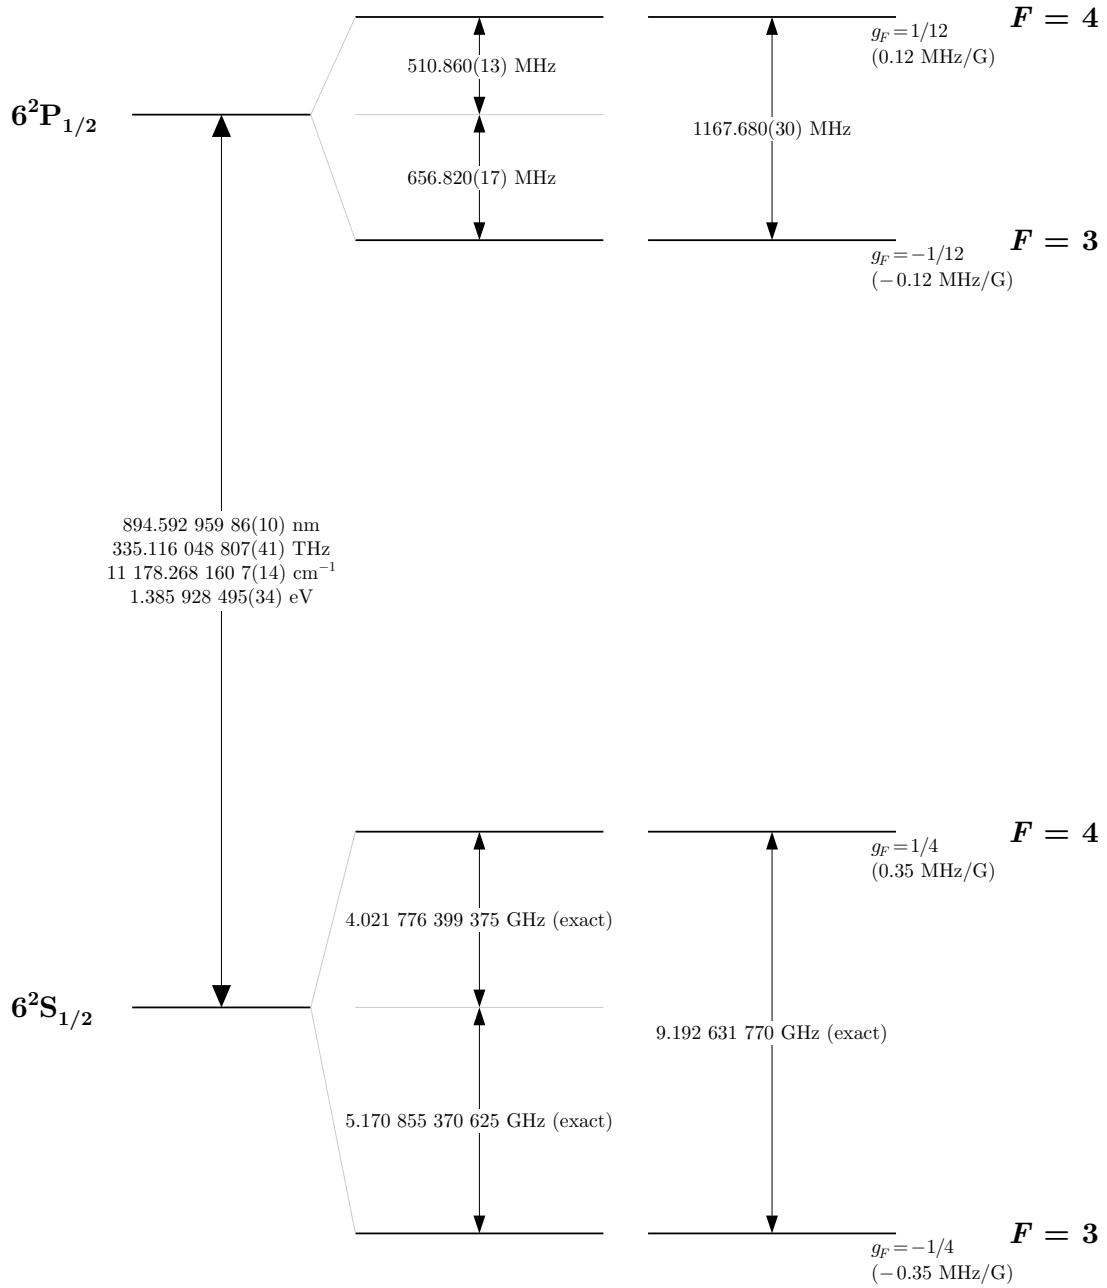 F = 4
g_F = 1/12
(0.12 MHz/G)
510.860(13) MHz
6²P₁/₂
1167.680(30) MHz
656.820(17) MHz
F = 3
g_F = −1/12
(−0.12 MHz/G)
894.592 959 86(10) nm
335.116 048 807(41) THz
11 178.268 160 7(14) cm⁻¹
1.385 928 495(34) eV
F = 4
g_F = 1/4
(0.35 MHz/G)
4.021 776 399 375 GHz (exact)
6²S₁/₂
9.192 631 770 GHz (exact)
5.170 855 370 625 GHz (exact)
F = 3
g_F = −1/4
(−0.35 MHz/G)